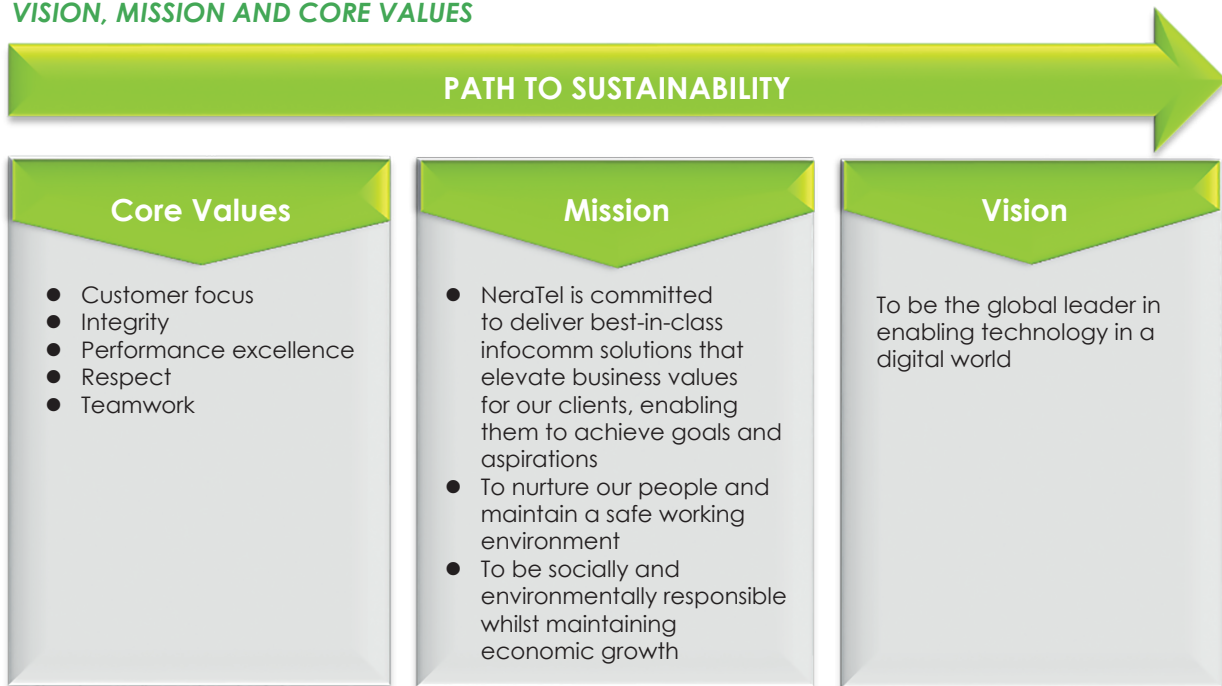 VISION, MISSION AND CORE VALUES
PATH TO SUSTAINABILITY
Core Values
● Customer focus
● Integrity
● Performance excellence
● Respect
● Teamwork
Mission
● NeraTel is committed
to deliver best-in-class
infocomm solutions that
elevate business values
for our clients, enabling
them to achieve goals and
aspirations
● To nurture our people and
maintain a safe working
environment
● To be socially and
environmentally responsible
whilst maintaining
economic growth
Vision
To be the global leader in
enabling technology in a
digital world